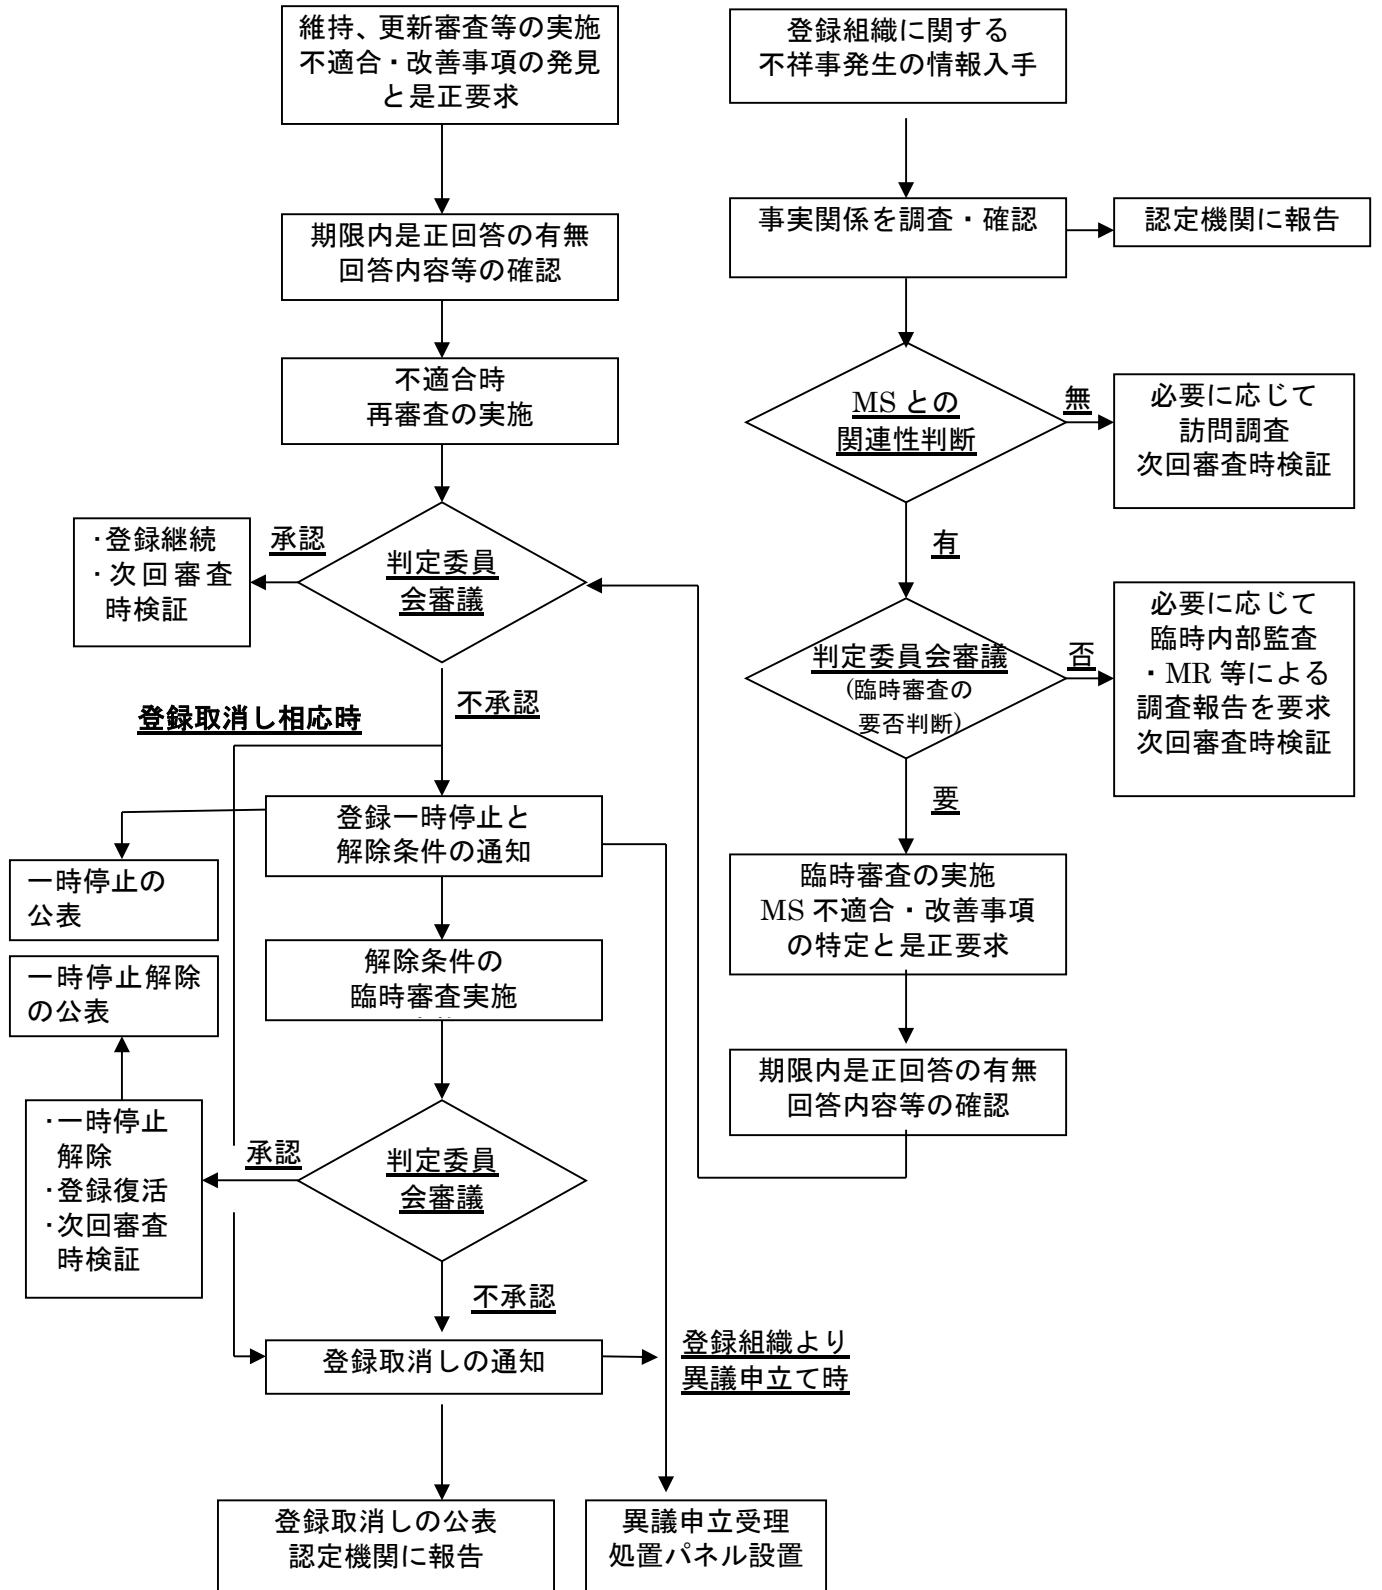 維持、更新審査等の実施
不適合・改善事項の発見
と是正要求
期限内是正回答の有無
回答内容等の確認
不適合時
再審査の実施
判定委員
会審議
承認
・登録継続
・次回審査
時検証
不承認
登録取消し相応時
登録一時停止と
解除条件の通知
一時停止の
公表
解除条件の
臨時審査実施
一時停止解除
の公表
判定委員
会審議
承認
・一時停止
解除
・登録復活
・次回審査
時検証
不承認
登録取消しの通知
登録組織より
異議申立て時
登録取消しの公表
認定機関に報告
異議申立受理
処置パネル設置
登録組織に関する
不祥事発生の情報入手
事実関係を調査・確認
認定機関に報告
MS との
関連性判断
無
必要に応じて
訪問調査
次回審査時検証
有
判定委員会審議
(臨時審査の
要否判断)
否
必要に応じて
臨時内部監査
・MR 等による
調査報告を要求
次回審査時検証
要
臨時審査の実施
MS 不適合・改善事項
の特定と是正要求
期限内是正回答の有無
回答内容等の確認